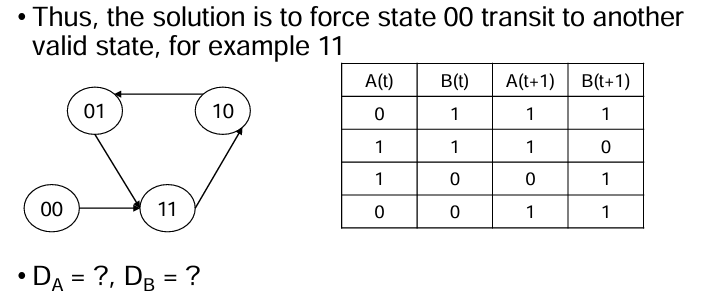 • Thus, the solution is to force state 00 transit to another
valid state, for example 11
01
10
00
11
A(t) B(t) A(t+1) B(t+1)
0 1 1 1
1 1 1 0
1 0 0 1
0 0 1 1
• D_A = ?, D_B = ?